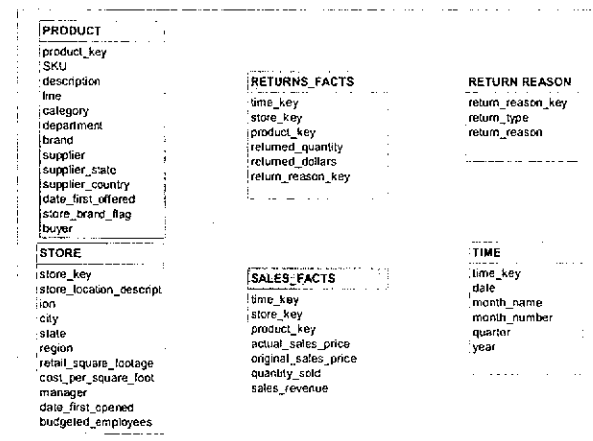 PRODUCT
product_key
SKU
description
line
category
department
brand
supplier
supplier_state
supplier_country
date_first_offered
store_brand_flag
buyer
RETURNS_FACTS
time_key
store_key
product_key
returned_quantity
returned_dollars
return_reason_key
RETURN REASON
return_reason_key
return_type
return_reason
STORE
store_key
store_location_descript
ion
city
state
region
retail_square_footage
cost_per_square_foot
manager
date_first_opened
budgeted_employees
SALES_FACTS
time_key
store_key
product_key
actual_sales_price
original_sales_price
quantity_sold
sales_revenue
TIME
time_key
date
month_name
month_number
quarter
year